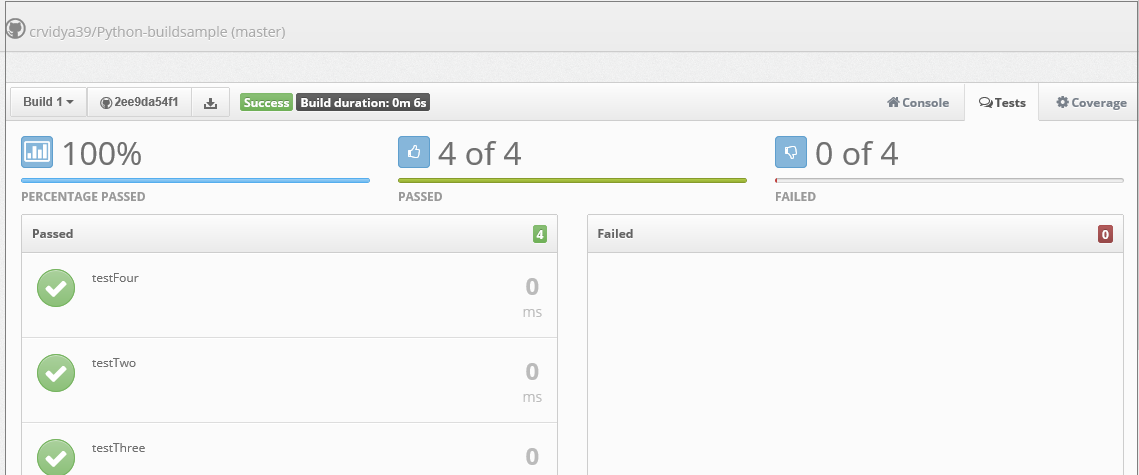 crvidya39/Python-buildsample (master)
Build 1 2ee9da54f1 Success Build duration: 0m 6s Console Tests Coverage
100% 4 of 4 0 of 4
PERCENTAGE PASSED PASSED FAILED
Passed 4 Failed 0
testFour 0
ms
testTwo 0
ms
testThree 0